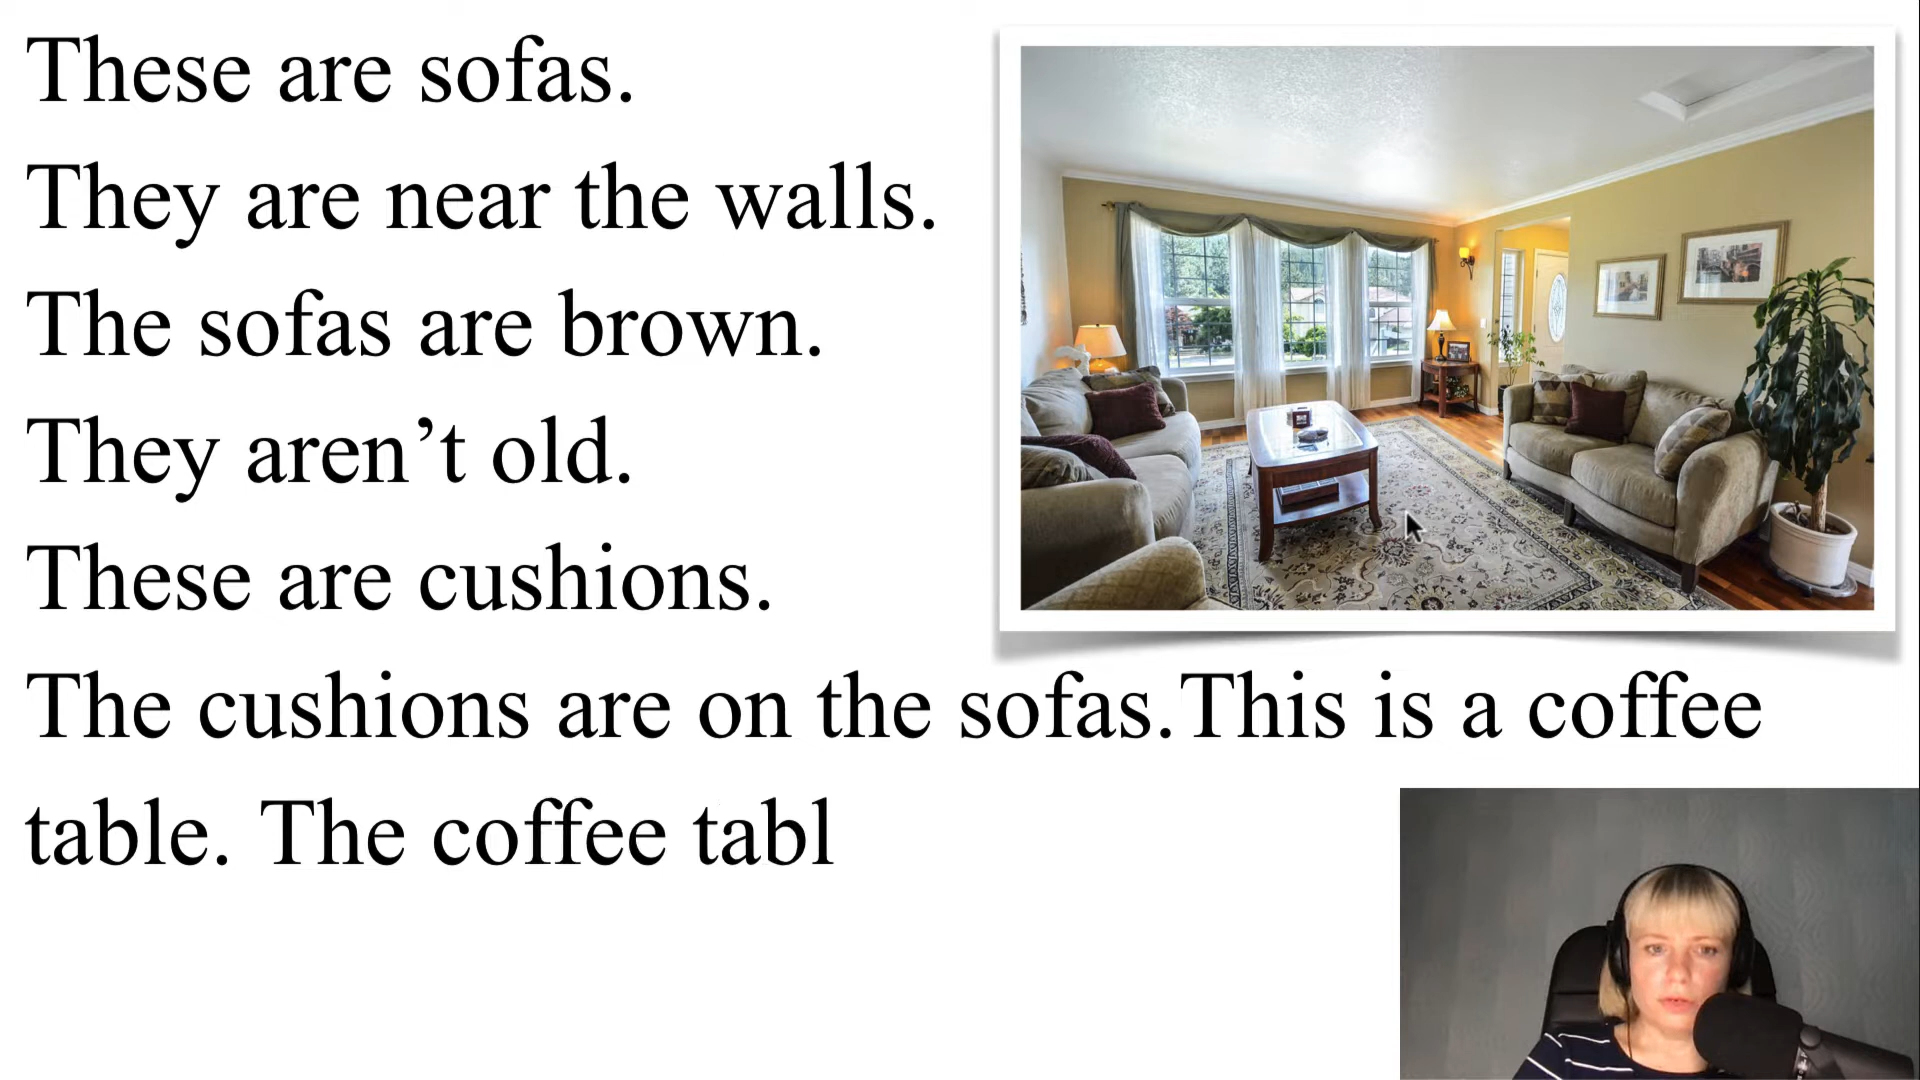 These are sofas.
They are near the walls.
The sofas are brown.
They aren’t old.
These are cushions.
The cushions are on the sofas.This is a coffee
table. The coffee tabl